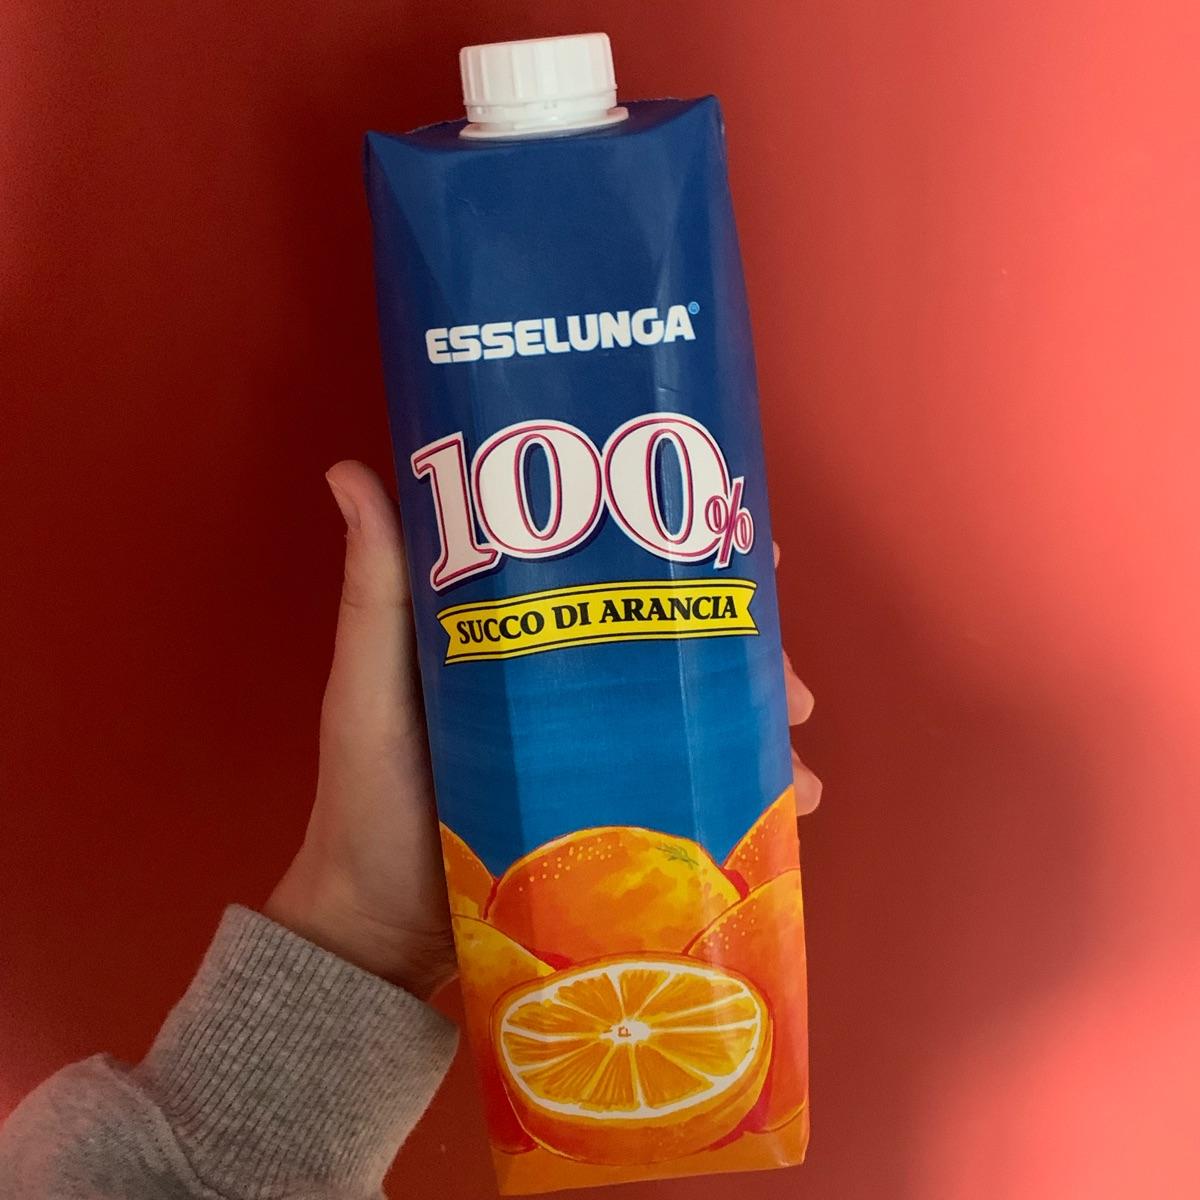 ESSELUNGA®
100%
SUCCO DI ARANCIA